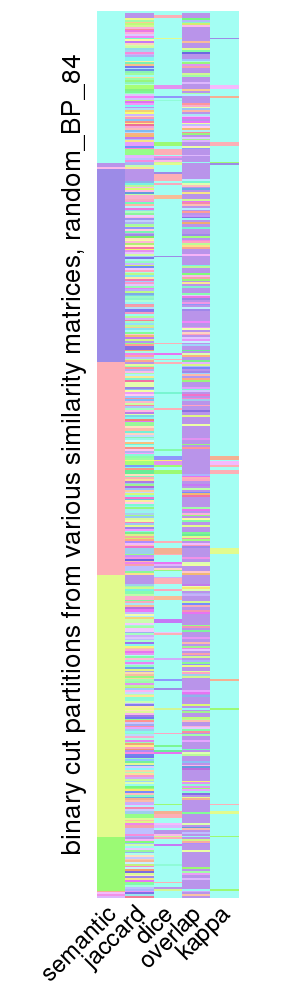 binary cut partitions from various similarity matrices, random_BP_84
semantic
jaccard
dice
overlap
kappa